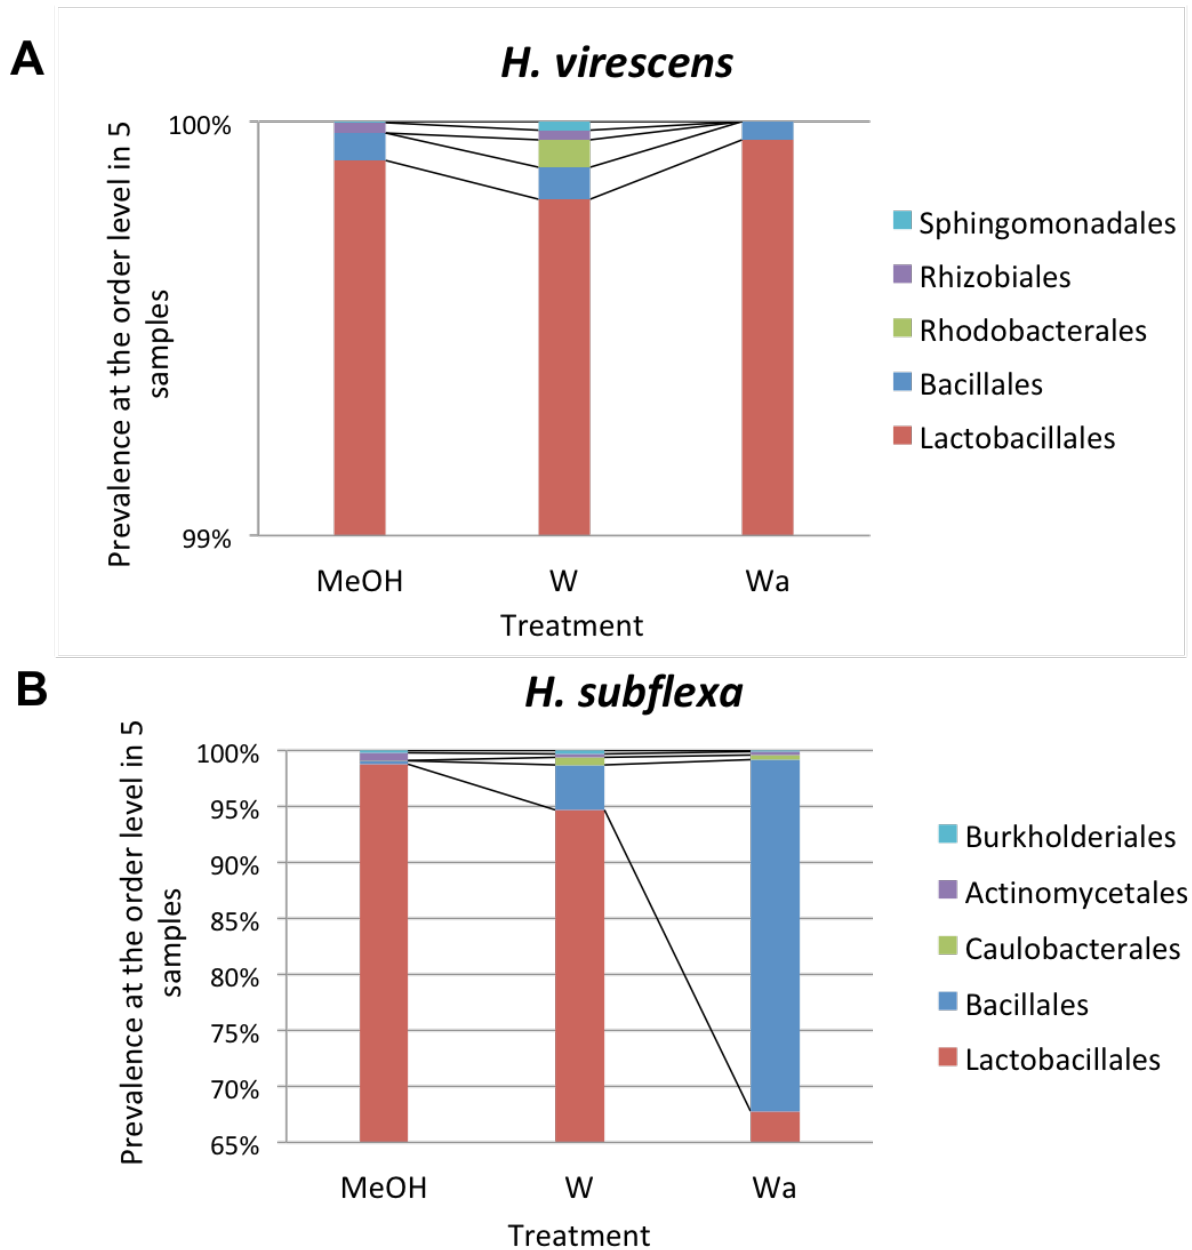 A
H. virescens
Prevalence at the order level in 5
samples
100%
99%
MeOH
W
Wa
Treatment
Sphingomonadales
Rhizobiales
Rhodobacterales
Bacillales
Lactobacillales
B
H. subflexa
Prevalence at the order level in 5
samples
100%
95%
90%
85%
80%
75%
70%
65%
MeOH
W
Wa
Treatment
Burkholderiales
Actinomycetales
Caulobacterales
Bacillales
Lactobacillales